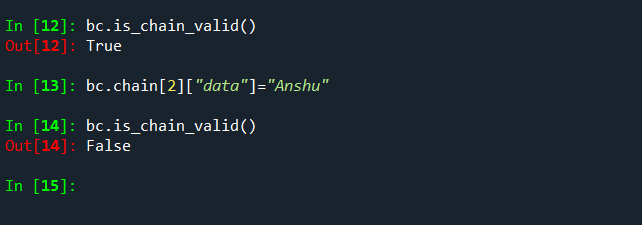 In [12]: bc.is_chain_valid()
Out[12]: True
In [13]: bc.chain[2]["data"]="Anshu"
In [14]: bc.is_chain_valid()
Out[14]: False
In [15]: